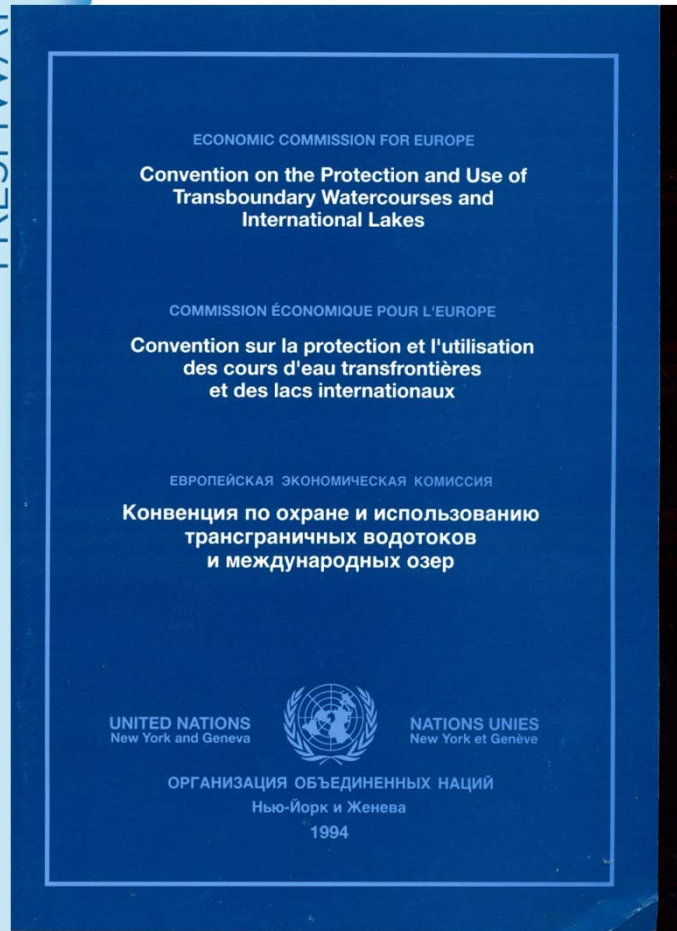 ECONOMIC COMMISSION FOR EUROPE
Convention on the Protection and Use of
Transboundary Watercourses and
International Lakes
COMMISSION ÉCONOMIQUE POUR L'EUROPE
Convention sur la protection et l'utilisation
des cours d'eau transfrontières
et des lacs internationaux
ЕВРОПЕЙСКАЯ ЭКОНОМИЧЕСКАЯ КОМИССИЯ
Конвенция по охране и использованию
трансграничных водотоков
и международных озер
UNITED NATIONS
New York and Geneva
NATIONS UNIES
New York et Genève
ОРГАНИЗАЦИЯ ОБЪЕДИНЕННЫХ НАЦИЙ
Нью-Йорк и Женева
1994